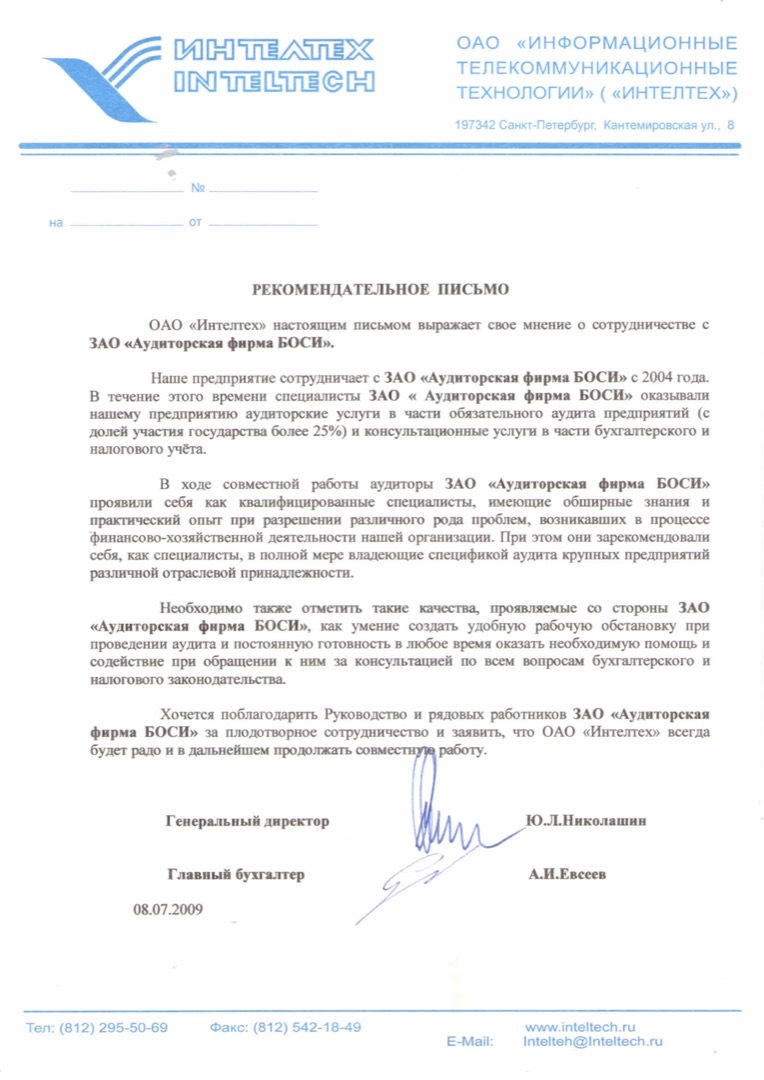 ИНТЕЛТЕХ
INTELTECH
ОАО «ИНФОРМАЦИОННЫЕ
ТЕЛЕКОММУНИКАЦИОННЫЕ
ТЕХНОЛОГИИ» ( «ИНТЕЛТЕХ»)
197342 Санкт-Петербург, Кантемировская ул., 8
№
на от
РЕКОМЕНДАТЕЛЬНОЕ ПИСЬМО
ОАО «Интелтех» настоящим письмом выражает свое мнение о сотрудничестве с
ЗАО «Аудиторская фирма БОСИ».
Наше предприятие сотрудничает с ЗАО «Аудиторская фирма БОСИ» с 2004 года.
В течение этого времени специалисты ЗАО « Аудиторская фирма БОСИ» оказывали
нашему предприятию аудиторские услуги в части обязательного аудита предприятий (с
долей участия государства более 25%) и консультационные услуги в части бухгалтерского и
налогового учёта.
В ходе совместной работы аудиторы ЗАО «Аудиторская фирма БОСИ»
проявили себя как квалифицированные специалисты, имеющие обширные знания и
практический опыт при разрешении различного рода проблем, возникавших в процессе
финансово-хозяйственной деятельности нашей организации. При этом они зарекомендовали
себя, как специалисты, в полной мере владеющие спецификой аудита крупных предприятий
различной отраслевой принадлежности.
Необходимо также отметить такие качества, проявляемые со стороны ЗАО
«Аудиторская фирма БОСИ», как умение создать удобную рабочую обстановку при
проведении аудита и постоянную готовность в любое время оказать необходимую помощь и
содействие при обращении к ним за консультацией по всем вопросам бухгалтерского и
налогового законодательства.
Хочется поблагодарить Руководство и рядовых работников ЗАО «Аудиторская
фирма БОСИ» за плодотворное сотрудничество и заявить, что ОАО «Интелтех» всегда
будет радо и в дальнейшем продолжать совместную работу.
Генеральный директор Ю.Л.Николашин
Главный бухгалтер А.И.Евсеев
08.07.2009
Тел: (812) 295-50-69 Факс: (812) 542-18-49 www.inteltech.ru
E-Mail: Intelteh@Inteltech.ru